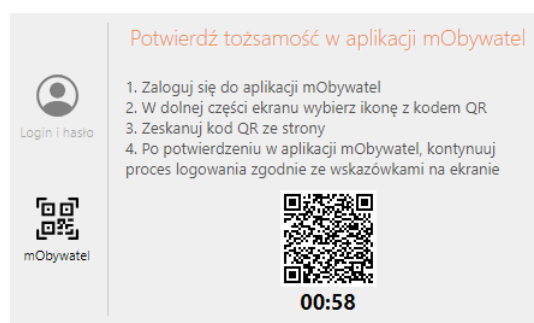 Potwierdź tożsamość w aplikacji mObywatel
Login i hasło
mObywatel
1. Zaloguj się do aplikacji mObywatel
2. W dolnej części ekranu wybierz ikonę z kodem QR
3. Zeskanuj kod QR ze strony
4. Po potwierdzeniu w aplikacji mObywatel, kontynuuj
proces logowania zgodnie ze wskazówkami na ekranie
00:58